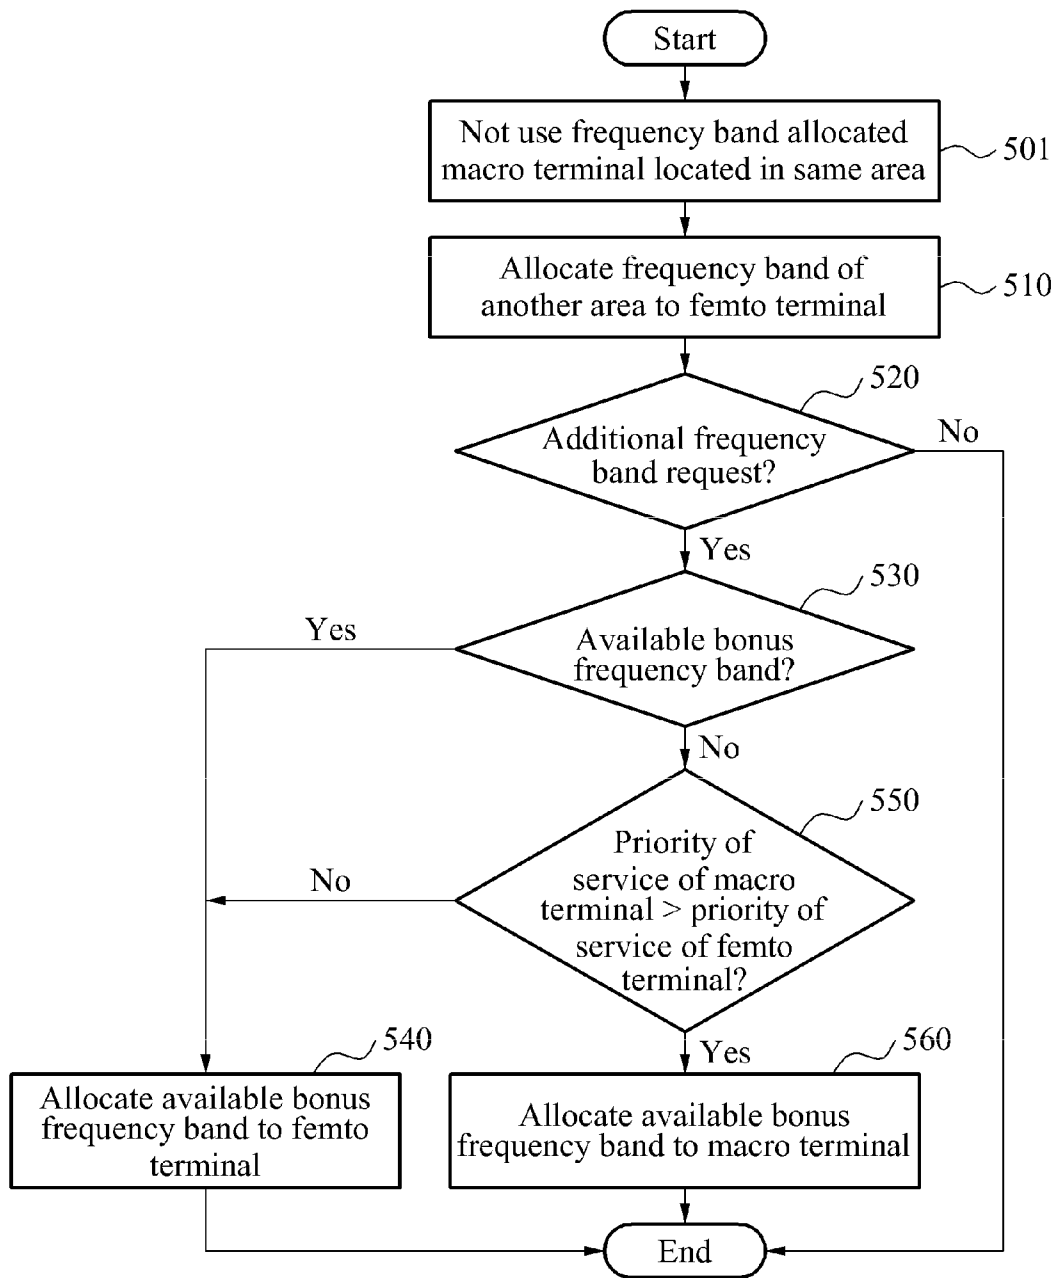 Start
Not use frequency band allocated
macro terminal located in same area
501
Allocate frequency band of
another area to femto terminal
510
520
Additional frequency
band request?
No
Yes
530
Available bonus
frequency band?
Yes
No
550
Priority of
service of macro
terminal > priority of
service of femto
terminal?
No
Yes
540
Allocate available bonus
frequency band to femto
terminal
560
Allocate available bonus
frequency band to macro terminal
End